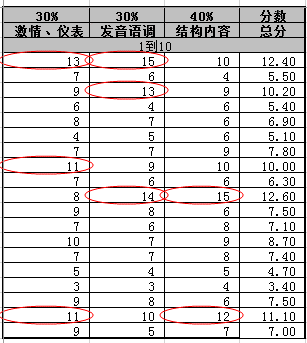 30% 30% 40% 分数
激情、仪表 发音语调 结构内容 总分
1到10
13 15 10 12.40
7 6 4 5.50
9 13 9 10.20
6 4 6 5.40
8 7 6 6.90
4 5 6 5.10
7 7 9 7.80
11 9 10 10.00
7 6 6 6.30
8 14 15 12.60
9 8 6 7.50
7 6 8 7.10
10 7 9 8.70
7 7 8 7.40
5 4 5 4.70
3 3 4 3.40
9 8 6 7.50
11 10 12 11.10
9 5 7 7.00